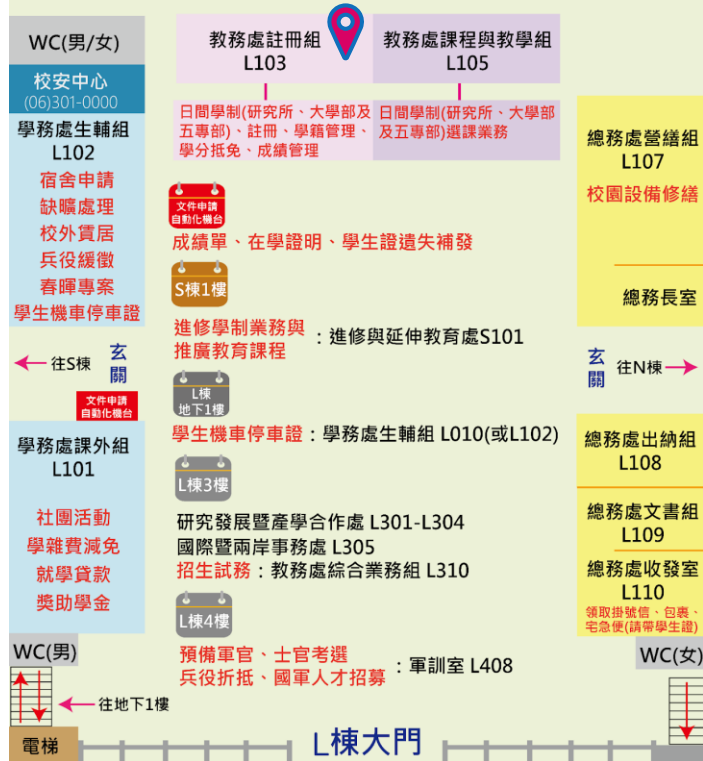 WC(男/女)
校安中心
(06)301-0000
學務處生輔組
L102
宿舍申請
缺曠處理
校外賃居
兵役緩徵
春暉專案
學生機車停車證
往S棟
玄
關
文件申請
自動化機台
學務處課外組
L101
社團活動
學雜費減免
就學貸款
獎助學金
WC(男)
往地下1樓
電梯
教務處註冊組
L103
日間學制(研究所、大學部及
五專部)、註冊、學籍管理、
學分抵免、成績管理
教務處課程與教學組
L105
日間學制(研究所、大學部
及五專部)選課業務
文件申請
自動化機台
成績單、在學證明、學生證遺失補發
S棟1樓
進修學制業務與
推廣教育課程
：進修與延伸教育處S101
L棟
地下1樓
學生機車停車證：學務處生輔組 L010(或L102)
L棟3樓
研究發展暨產學合作處 L301-L304
國際暨兩岸事務處 L305
招生試務：教務處綜合業務組 L310
L棟4樓
預備軍官、士官考選
兵役折抵、國軍人才招募
：軍訓室 L408
L棟大門
總務處營繕組
L107
校園設備修繕
總務長室
玄
關
往N棟
總務處出納組
L108
總務處文書組
L109
總務處收發室
L110
領取掛號信、包裹、
宅急便(請帶學生證)
WC(女)